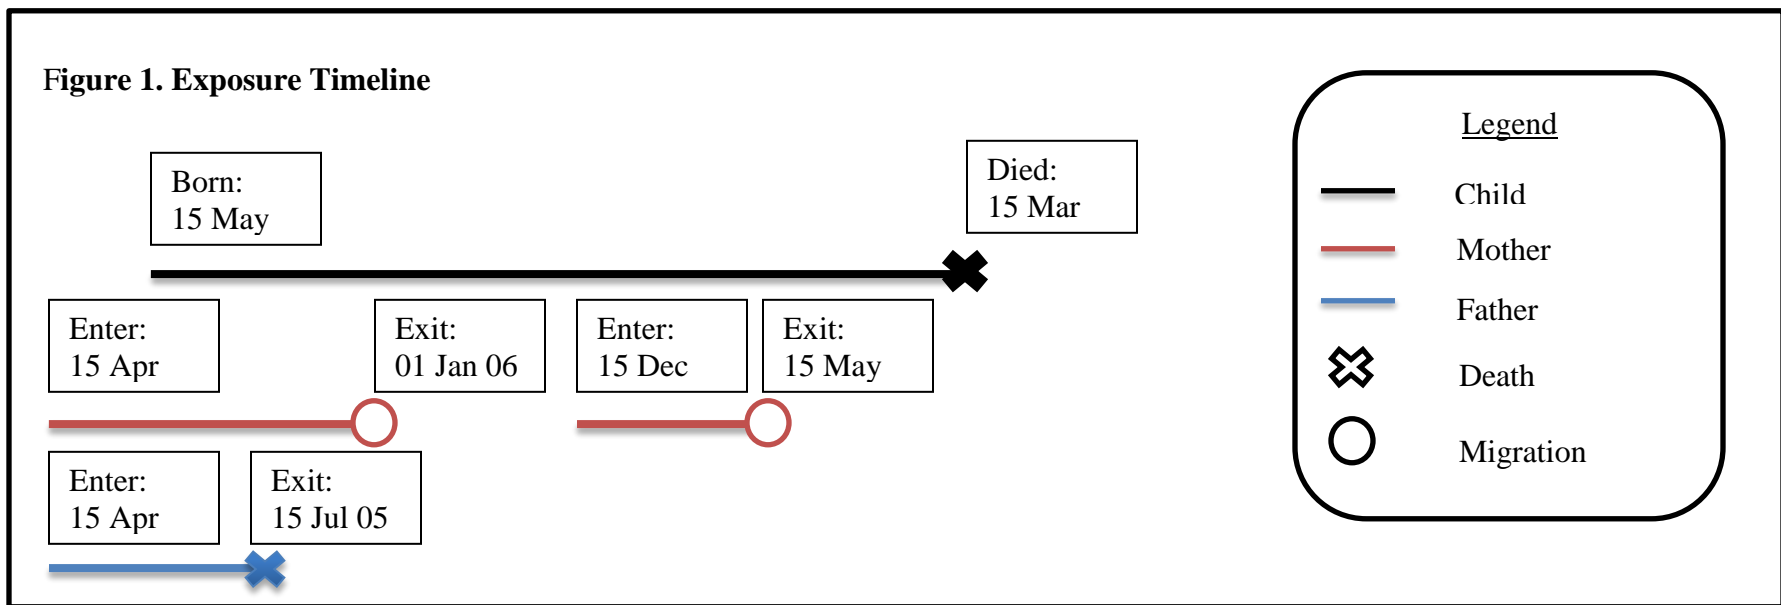 Figure 1. Exposure Timeline
Born:
15 May
Died:
15 Mar
Enter:
15 Apr
Exit:
01 Jan 06
Enter:
15 Dec
Exit:
15 May
Enter:
15 Apr
Exit:
15 Jul 05
Legend
Child
Mother
Father
Death
Migration